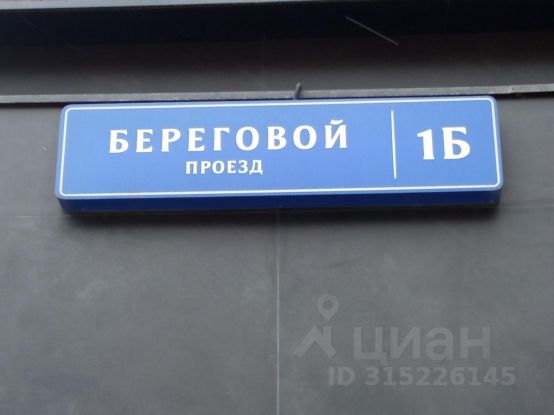 БЕРЕГОВОЙ
ПРОЕЗД
1Б
циан
ID 315226145